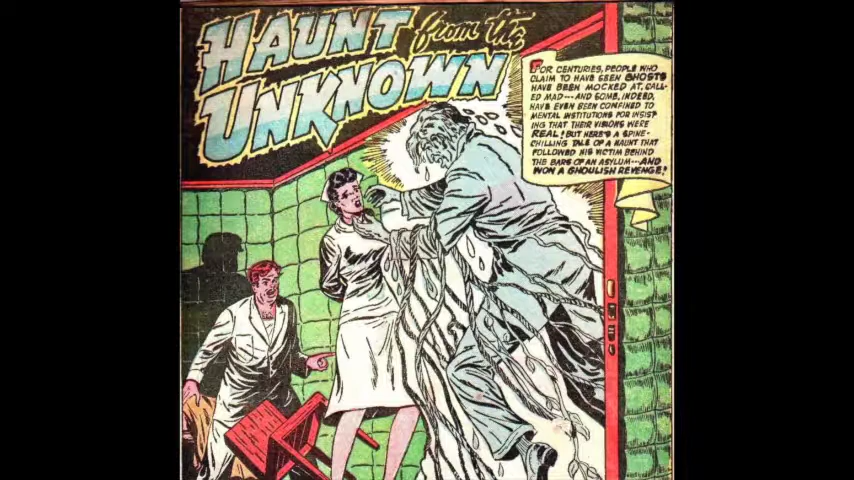 HAUNT from the
UNKNOWN
FOR CENTURIES, PEOPLE WHO
CLAIM TO HAVE SEEN GHOSTS
HAVE BEEN MOCKED AT, CALL-
ED MAD---AND SOME, INDEED,
HAVE EVEN BEEN CONFINED TO
MENTAL INSTITUTIONS FOR INSIST
ING THAT THEIR VISIONS WERE
REAL! BUT HERE'S A SPINE-
CHILLING TALE OF A HAUNT THAT
FOLLOWED HIS VICTIM BEHIND
THE BARS OF AN ASYLUM---AND
WON A GHOULISH REVENGE!